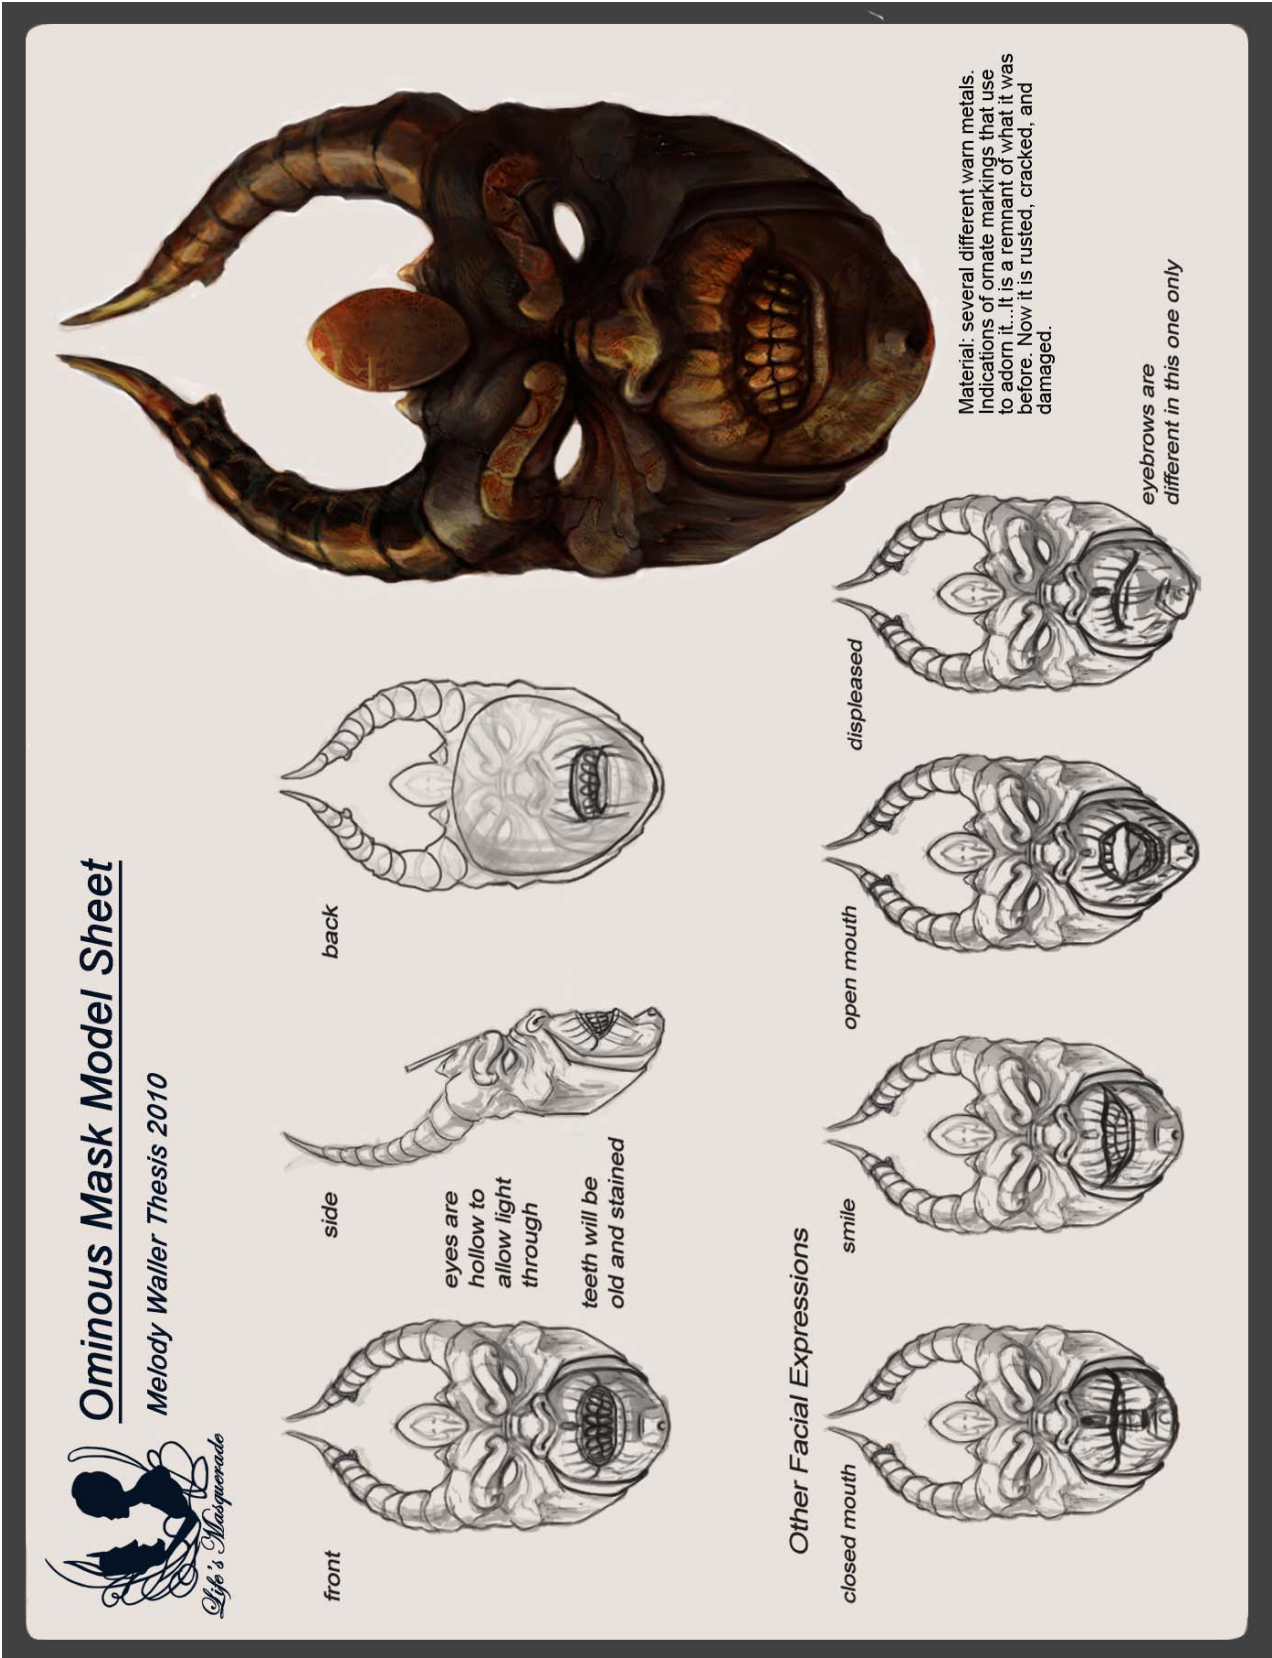 Ominous Mask Model Sheet
Melody Waller Thesis 2010
Life's Masquerade
front
side
back
eyes are
hollow to
allow light
through
teeth will be
old and stained
Material: several different warn metals.
Indications of ornate markings that use
to adorn it...It is a remnant of what it was
before. Now it is rusted, cracked, and
damaged.
Other Facial Expressions
closed mouth
smile
open mouth
displeased
eyebrows are
different in this one only